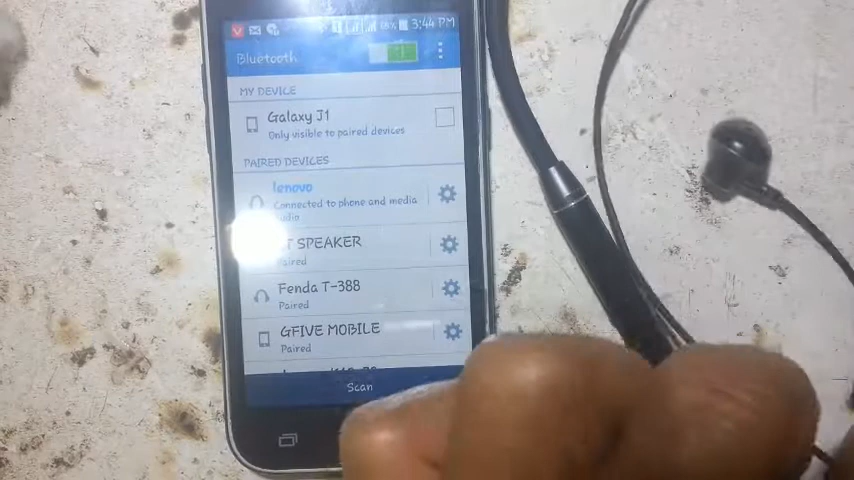 3:44 PM
Bluetooth
MY DEVICE
Galaxy J1
Only visible to paired devices
PAIRED DEVICES
lenovo
Connected to phone and media
audio
T SPEAKER
Paired
Fenda T-388
Paired
GFIVE MOBILE
Paired
Scan